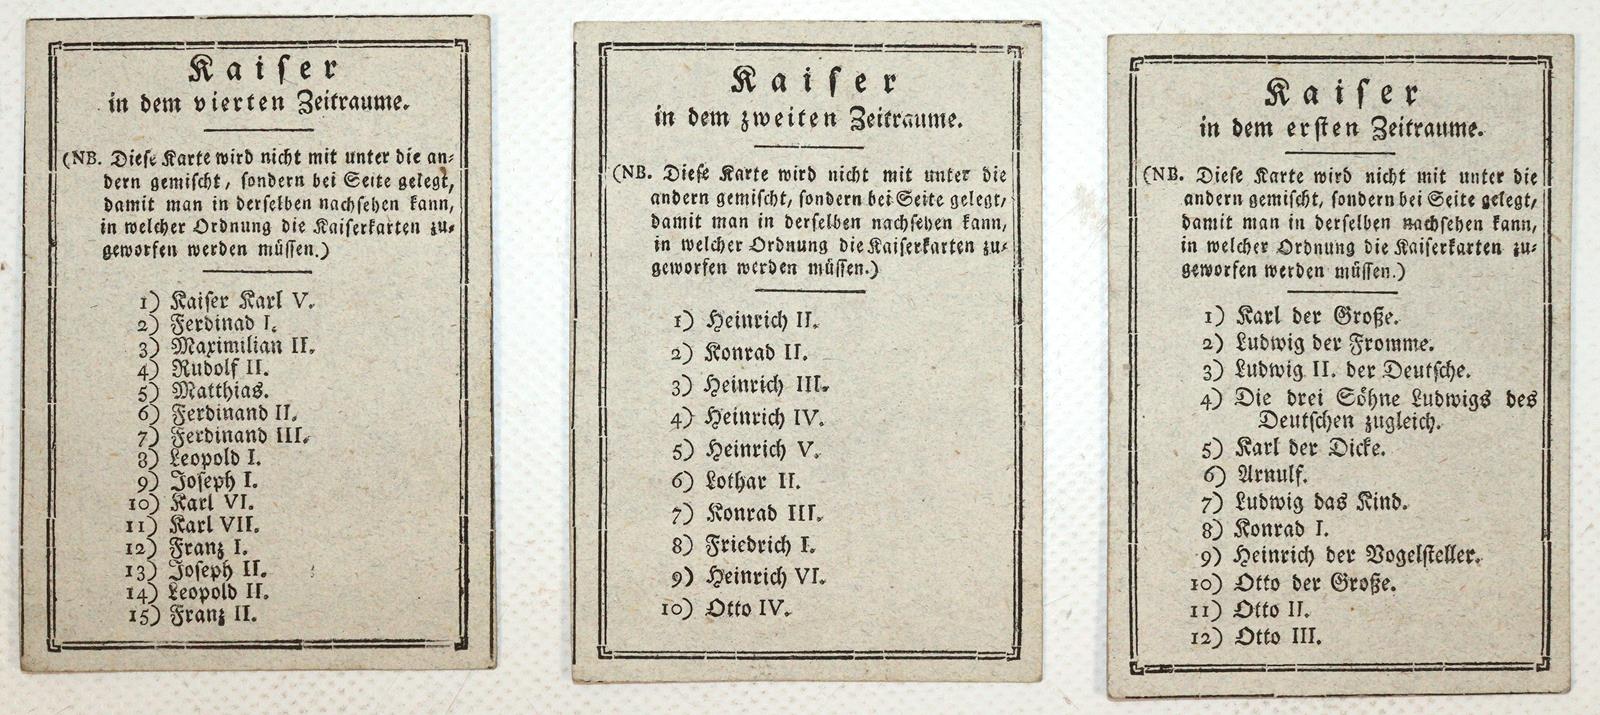 Kaiser
in dem vierten Zeitraume.
(NB. Diese Karte wird nicht mit unter die an-
dern gemischt, sondern bei Seite gelegt,
damit man in derselben nachsehen kann,
in welcher Ordnung die Kaiserkarten zu-
geworfen werden müssen.)
1) Kaiser Karl V.
2) Ferdinad I.
3) Maximilian II.
4) Rudolf II.
5) Matthias.
6) Ferdinand II.
7) Ferdinand III.
8) Leopold I.
9) Joseph I.
10) Karl VI.
11) Karl VII.
12) Franz I.
13) Joseph II.
14) Leopold II.
15) Franz II.
Kaiser
in dem zweiten Zeitraume.
(NB. Diese Karte wird nicht mit unter die
andern gemischt, sondern bei Seite gelegt,
damit man in derselben nachsehen kann,
in welcher Ordnung die Kaiserkarten zu-
geworfen werden müssen.)
1) Heinrich II.
2) Konrad II.
3) Heinrich III.
4) Heinrich IV.
5) Heinrich V.
6) Lothar II.
7) Konrad III.
8) Friedrich I.
9) Heinrich VI.
10) Otto IV.
Kaiser
in dem ersten Zeitraume.
(NB. Diese Karte wird nicht mit unter die
andern gemischt, sondern bei Seite gelegt,
damit man in derselben nachsehen kann,
in welcher Ordnung die Kaiserkarten zu-
geworfen werden müssen.)
1) Karl der Große.
2) Ludwig der Fromme.
3) Ludwig II. der Deutsche.
4) Die drei Söhne Ludwigs des
Deutschen zugleich.
5) Karl der Dicke.
6) Arnulf.
7) Ludwig das Kind.
8) Konrad I.
9) Heinrich der Vogelsteller.
10) Otto der Große.
11) Otto II.
12) Otto III.